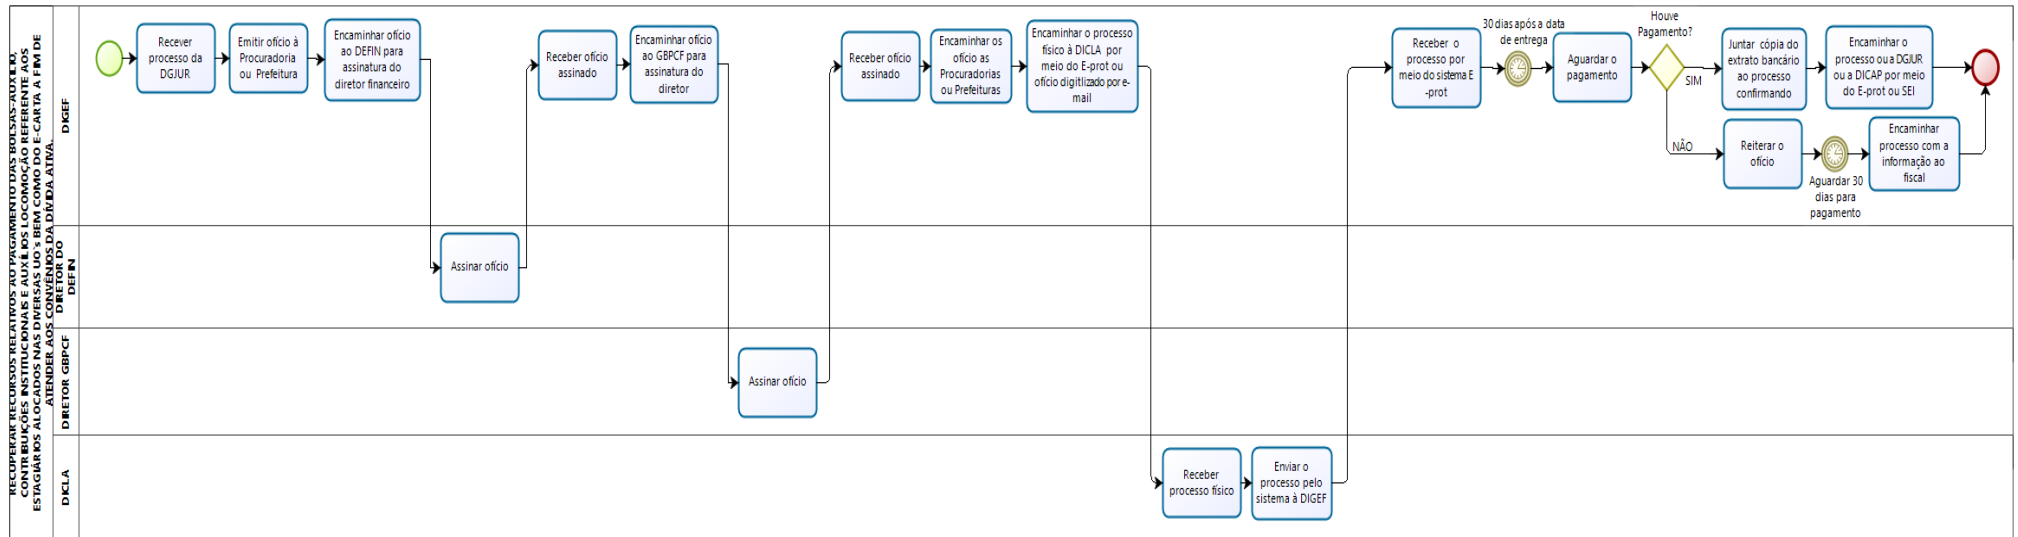 RECUPERAR RECURSOS RELATIVOS AO PAGAMENTO DAS BOLSAS-AUXÍLIO,
CONTRIBUIÇÕES INSTITUCIONAIS E AUXÍLIOS LOCOMOÇÃO REFERENTE AOS
ESTAGIÁRIOS ALOCADOS NAS DIVERSAS UO's BEM COMO DO E-CARTA A FIM DE
ATENDER AOS CONVÊNIOS DA DÍVIDA ATIVA.
DIGEF
Recever
processo da
DGJUR
Emitir ofício à
Procuradoria
ou Prefeitura
Encaminhar ofício
ao DEFIN para
assinatura do
diretor financeiro
Receber ofício
assinado
Encaminhar ofício
ao GBPCF para
assinatura do
diretor
Receber ofício
assinado
Encaminhar os
ofício as
Procuradorias
ou Prefeituras
Encaminhar o processo
físico à DICLA por
meio do E-prot ou
ofício digitlizado por e-
mail
Receber o
processo por
meio do sistema E
-prot
30 dias após a data
de entrega
Aguardar o
pagamento
Houve
Pagamento?
SIM
Juntar cópia do
extrato bancário
ao processo
confirmando
Encaminhar o
processo ou a DGJUR
ou a DICAP por meio
do E-prot ou SEI
NÃO
Reiterar o
ofício
Aguardar 30
dias para
pagamento
Encaminhar
processo com a
informação ao
fiscal
DIRETOR DO
DEFIN
Assinar ofício
DIRETOR GBPCF
Assinar ofício
DICLA
Receber
processo físico
Enviar o
processo pelo
sistema à DIGEF